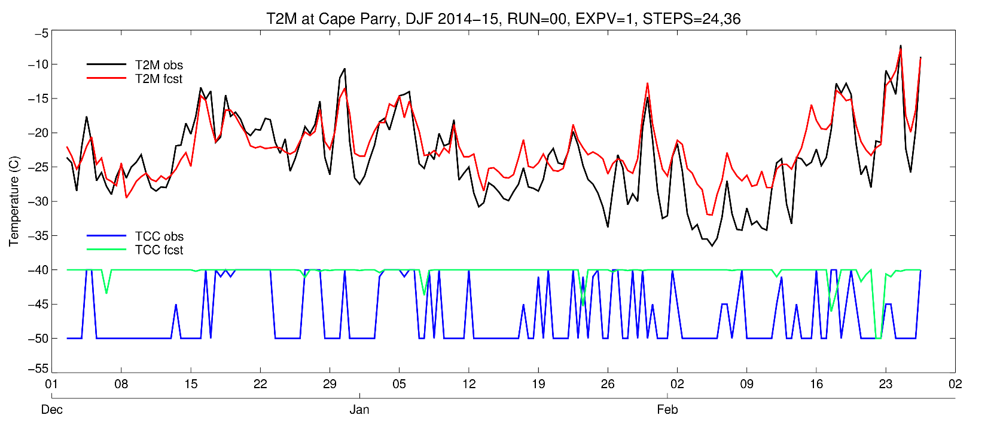 T2M at Cape Parry, DJF 2014−15, RUN=00, EXPV=1, STEPS=24,36
Temperature (C)
−5
−10
−15
−20
−25
−30
−35
−40
−45
−50
−55
T2M obs
T2M fcst
TCC obs
TCC fcst
01 08 15 22 29 05 12 19 26 02 09 16 23 02
Dec Jan Feb